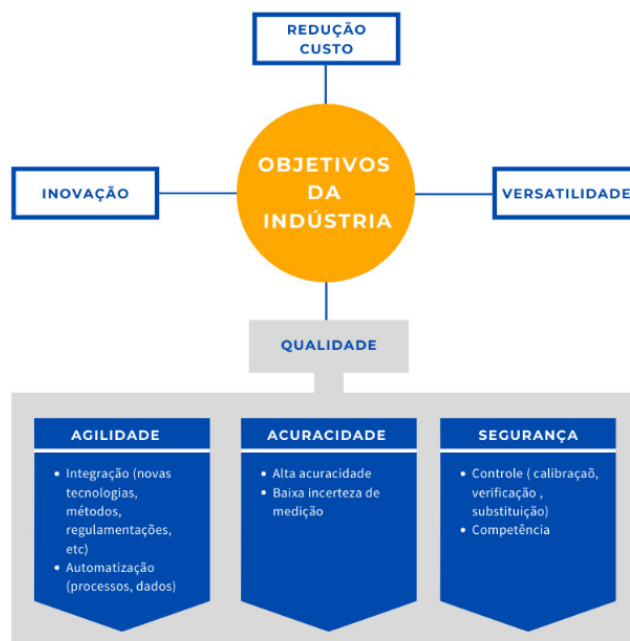 REDUÇÃO
CUSTO
OBJETIVOS
DA
INDÚSTRIA
INOVAÇÃO
VERSATILIDADE
QUALIDADE
AGILIDADE
• Integração (novas
tecnologias,
métodos,
regulamentações,
etc)
• Automatização
(processos, dados)
ACURACIDADE
• Alta acuracidade
• Baixa incerteza de
medição
SEGURANÇA
• Controle ( calibraçaõ,
verificação ,
substituição)
• Competência